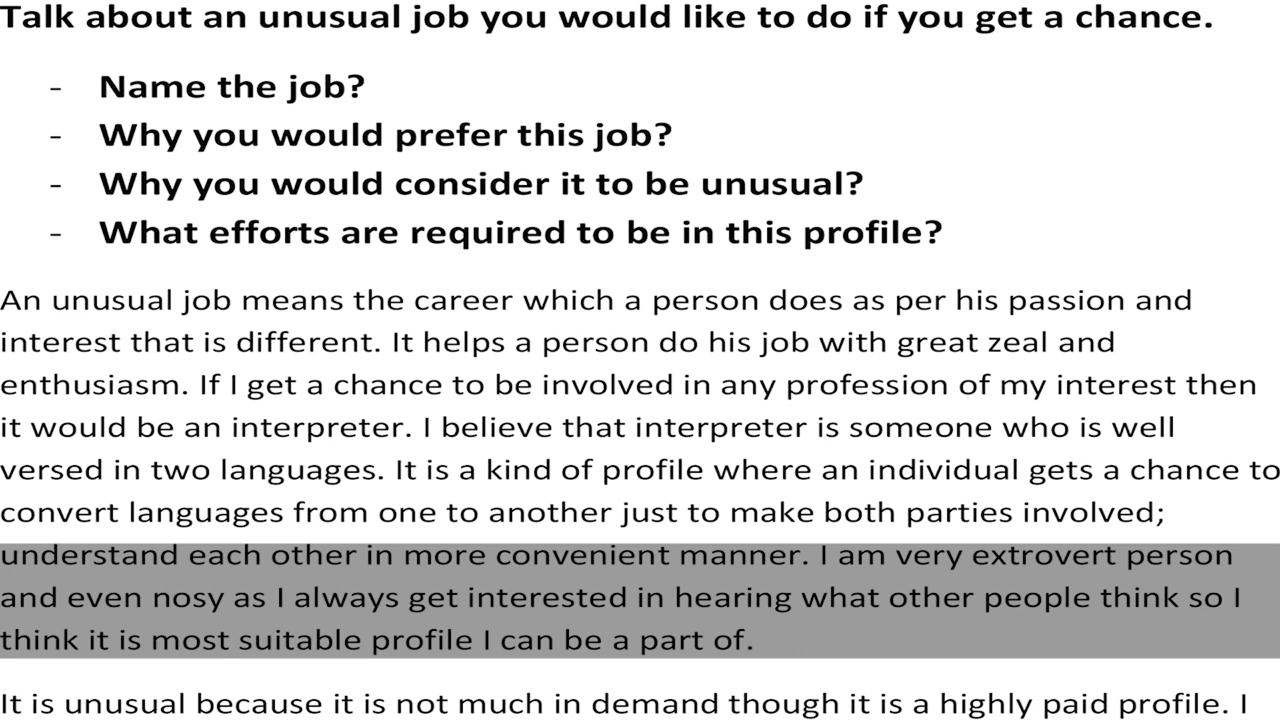 Talk about an unusual job you would like to do if you get a chance.
- Name the job?
- Why you would prefer this job?
- Why you would consider it to be unusual?
- What efforts are required to be in this profile?
An unusual job means the career which a person does as per his passion and
interest that is different. It helps a person do his job with great zeal and
enthusiasm. If I get a chance to be involved in any profession of my interest then
it would be an interpreter. I believe that interpreter is someone who is well
versed in two languages. It is a kind of profile where an individual gets a chance to
convert languages from one to another just to make both parties involved;
understand each other in more convenient manner. I am very extrovert person
and even nosy as I always get interested in hearing what other people think so I
think it is most suitable profile I can be a part of.
It is unusual because it is not much in demand though it is a highly paid profile. I